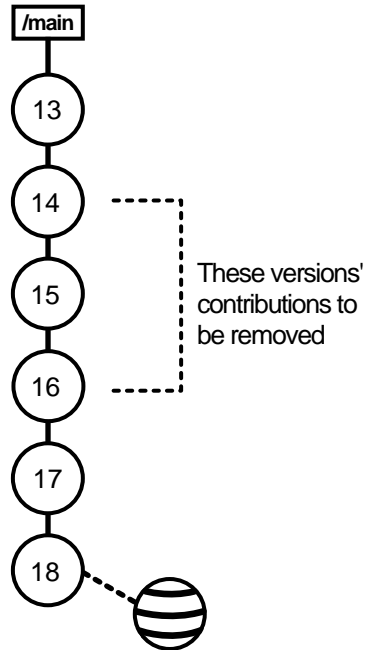 /main
13
14
15
16
17
18
These versions'
contributions to
be removed